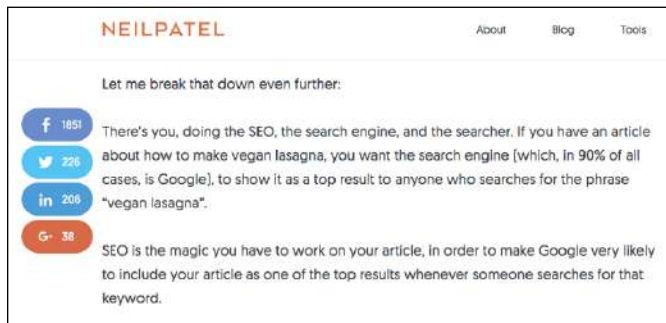 NEILPATEL
About Blog Tools
Let me break that down even further:
f 1851
226
in 206
G+ 38
There's you, doing the SEO, the search engine, and the searcher. If you have an article
about how to make vegan lasagna, you want the search engine (which, in 90% of all
cases, is Google), to show it as a top result to anyone who searches for the phrase
"vegan lasagna".
SEO is the magic you have to work on your article, in order to make Google very likely
to include your article as one of the top results whenever someone searches for that
keyword.